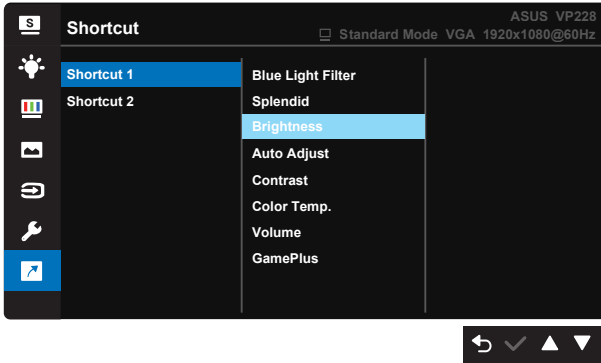 S
Shortcut
ASUS VP228
Standard Mode VGA 1920x1080@60Hz
Shortcut 1
Shortcut 2
Blue Light Filter
Splendid
Brightness
Auto Adjust
Contrast
Color Temp.
Volume
GamePlus